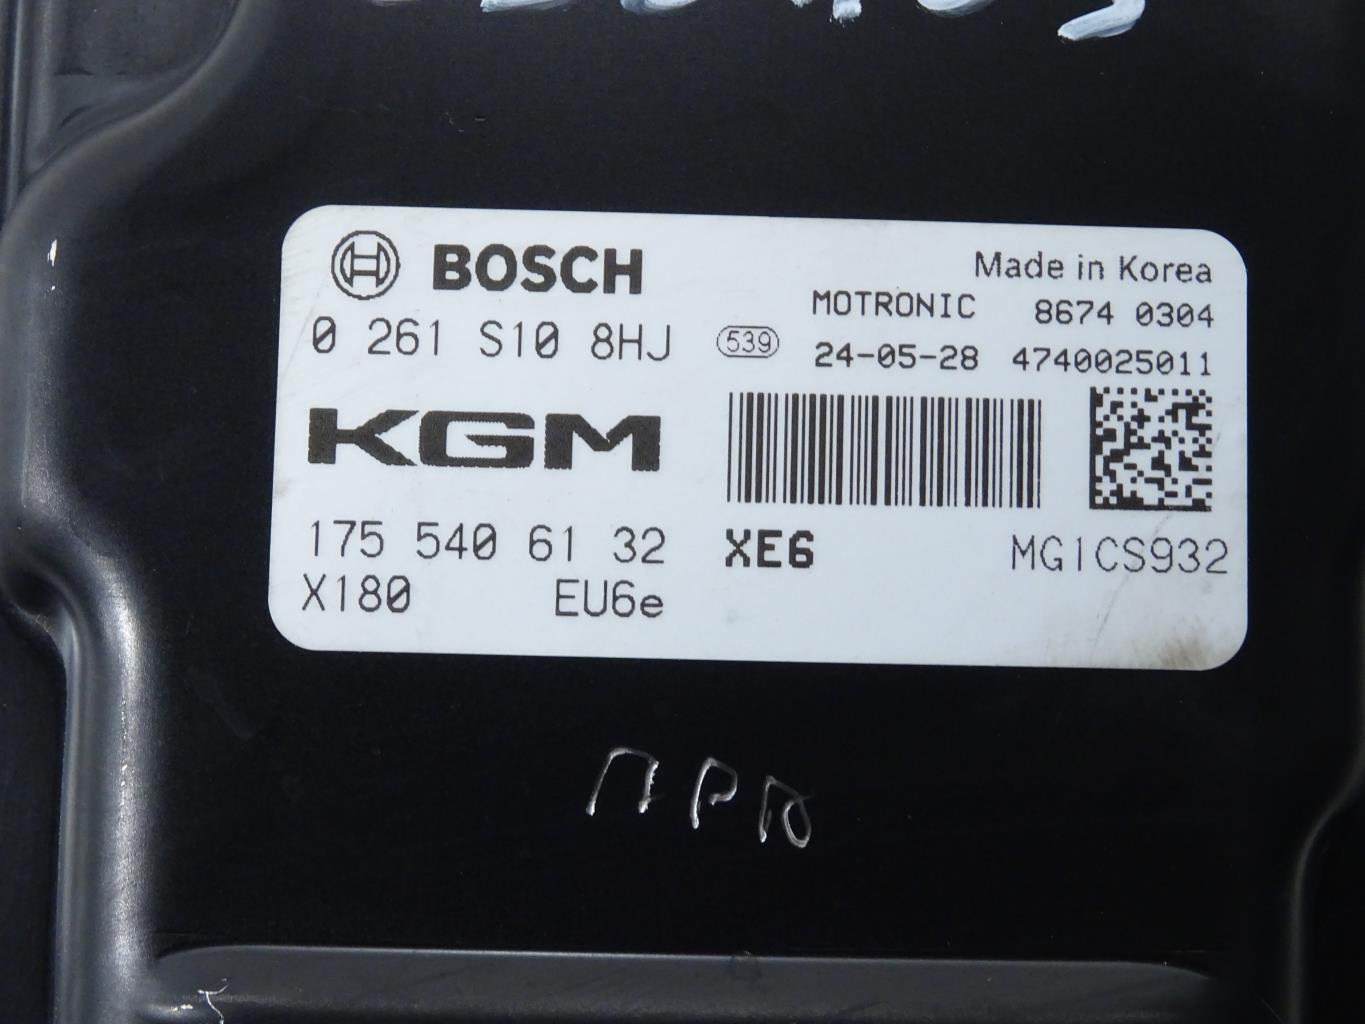 BOSCH
Made in Korea
MOTRONIC 8674 0304
0 261 S10 8HJ 539 24-05-28 4740025011
KGM
175 540 61 32 XE6 MG1CS932
X180 EU6e